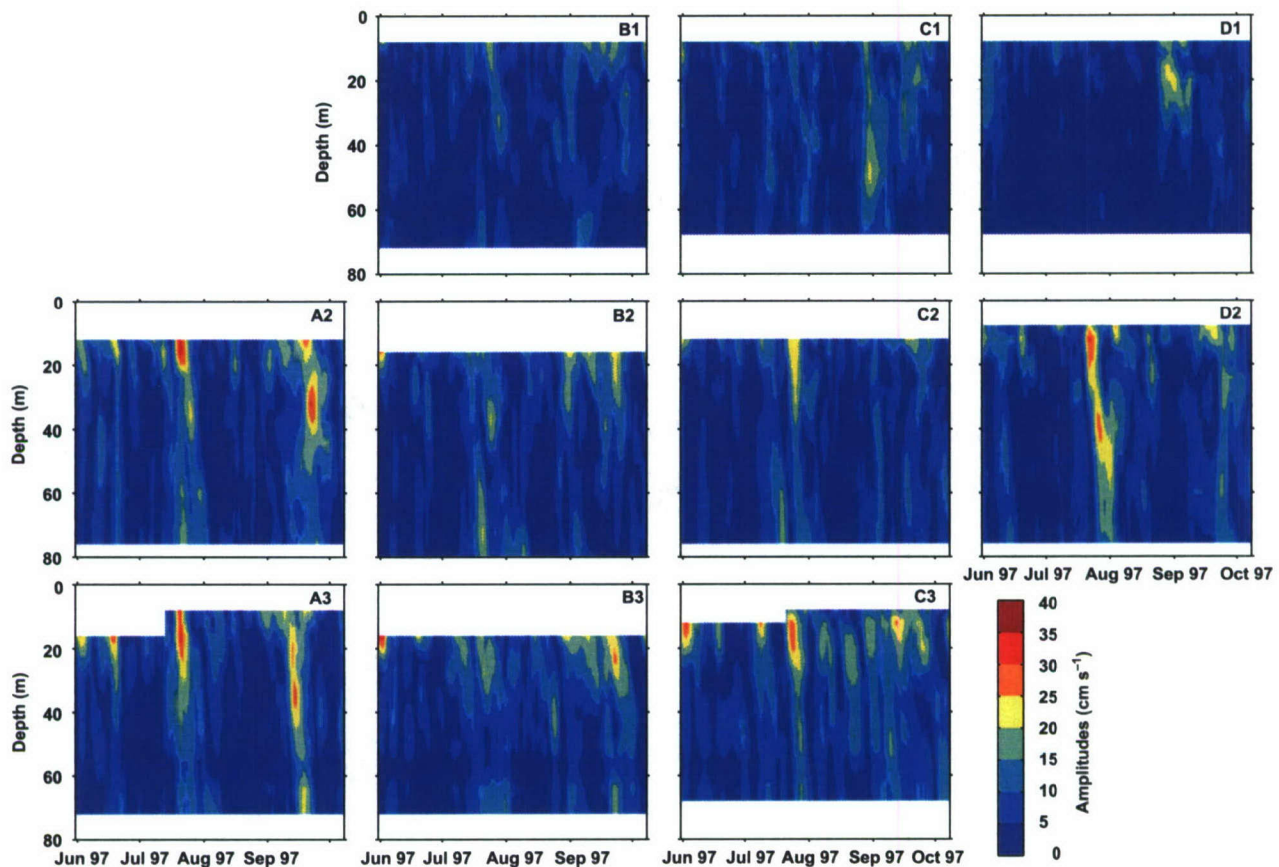 B1
C1
D1
0
20
40
60
80
Depth (m)
A2
B2
C2
D2
0
20
40
60
80
Depth (m)
Jun 97 Jul 97 Aug 97 Sep 97 Oct 97
A3
B3
C3
0
20
40
60
80
Depth (m)
Jun 97 Jul 97 Aug 97 Sep 97
Jun 97 Jul 97 Aug 97 Sep 97
Jun 97 Jul 97 Aug 97 Sep 97 Oct 97
40
35
30
25
20
15
10
5
0
Amplitudes (cm s⁻¹)